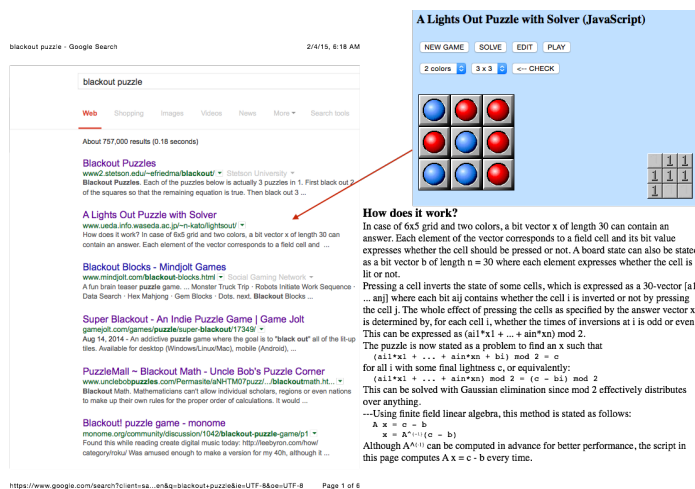 blackout puzzle - Google Search
2/4/15, 6:16 AM
blackout puzzle
Web Shopping Images Videos News More Search tools
About 757,000 results (0.18 seconds)
Blackout Puzzles
www2.stetson.edu/~efriedma/blackout/ Stetson University
Blackout Puzzles. Each of the puzzles below is actually 3 puzzles in 1. First black out 2
of the squares so that the remaining equation is true. Then black out 3 ...
A Lights Out Puzzle with Solver
www.ueda.info.waseda.ac.jp/~n-kato/lightsout/
How does it work? In case of 6x5 grid and two colors, a bit vector x of length 30 can
contain an answer. Each element of the vector corresponds to a field cell and ...
Blackout Blocks - Mindjolt Games
www.mindjolt.com/blackout-blocks.html Social Gaming Network
A fun brain teaser puzzle game. ... Monster Truck Trip · Robots Initiate Work Sequence ·
Data Search · Hex Mahjong · Gem Blocks · Dots. next. Blackout Blocks ...
Super Blackout - An Indie Puzzle Game | Game Jolt
gamejolt.com/games/puzzle/super-blackout/17349/
Aug 14, 2014 - An addictive puzzle game where the goal is to "black out" all of the lit-up
tiles. Available for desktop (Windows/Linux/Mac), mobile (Android), ...
PuzzleMall ~ Blackout Math - Uncle Bob's Puzzle Corner
www.unclebobpuzzles.com/Permasite/aNHTM07puzz/.../blackoutmath.ht...
Blackout Math. Mathematicians can't allow individual scholars, regions or even nations
to make up their own rules for the proper order of calculations. It would ...
Blackout! puzzle game - monome
monome.org/community/discussion/1042/blackout-puzzle-game/p1
Found this while reading create digital music today: http://leebyron.com/how/
category/roku/ Was amused enough to make a version for my 40h, although it ...
https://www.google.com/search?client=sa...en&q=blackout+puzzle&ie=UTF-8&oe=UTF-8
Page 1 of 6
A Lights Out Puzzle with Solver (JavaScript)
NEW GAME SOLVE EDIT PLAY
2 colors 3 x 3 <-- CHECK
1 1
1 1 1
1
How does it work?
In case of 6x5 grid and two colors, a bit vector x of length 30 can contain an
answer. Each element of the vector corresponds to a field cell and its bit value
expresses whether the cell should be pressed or not. A board state can also be stated
as a bit vector b of length n = 30 where each element expresses whether the cell is
lit or not.
Pressing a cell inverts the state of some cells, which is expressed as a 30-vector [a1
... anj] where each bit aij contains whether the cell i is inverted or not by pressing
the cell j. The whole effect of pressing the cells as specified by the answer vector x
is determined by, for each cell i, whether the times of inversions at i is odd or even.
This can be expressed as (ai1*x1 + ... + ain*xn) mod 2.
The puzzle is now stated as a problem to find an x such that
(ai1*x1 + ... + ain*xn + bi) mod 2 = c
for all i with some final lightness c, or equivalently:
(ai1*x1 + ... + ain*xn) mod 2 = (c - bi) mod 2
This can be solved with Gaussian elimination since mod 2 effectively distributes
over anything.
---Using finite field linear algebra, this method is stated as follows:
A x = c - b
x = A^(-1)(c - b)
Although A^(-1) can be computed in advance for better performance, the script in
this page computes A x = c - b every time.